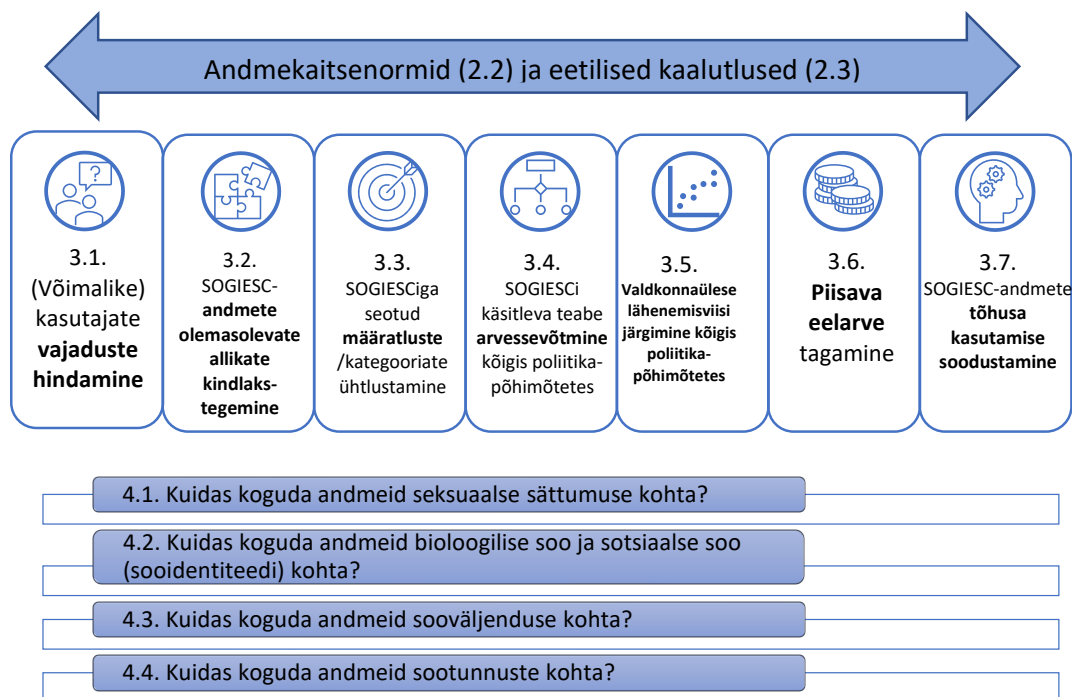 Andmekaitsenormid (2.2) ja eetilised kaalutlused (2.3)
?
3.1.
(Võimalike)
kasutajate
vajaduste
hindamine
3.2.
SOGIESC-
andmete
olemasolevate
allikate
kindlaks-
tegemine
3.3.
SOGIESCiga
seotud
määratluste
/kategooriate
ühtlustamine
3.4.
SOGIESCi
käsitleva teabe
arvessevõtmine
kõigis poliitika-
põhimõtetes
3.5.
Valdkonnaülese
lähenemisviisi
järgimine kõigis
poliitika-
põhimõtetes
3.6.
Piisava
eelarve
tagamine
3.7.
SOGIESC-andmete
tõhusa
kasutamise
soodustamine
4.1. Kuidas koguda andmeid seksuaalse sättumuse kohta?
4.2. Kuidas koguda andmeid bioloogilise soo ja sotsiaalse soo
(sooidentiteedi) kohta?
4.3. Kuidas koguda andmeid sooväljenduse kohta?
4.4. Kuidas koguda andmeid sootunnuste kohta?